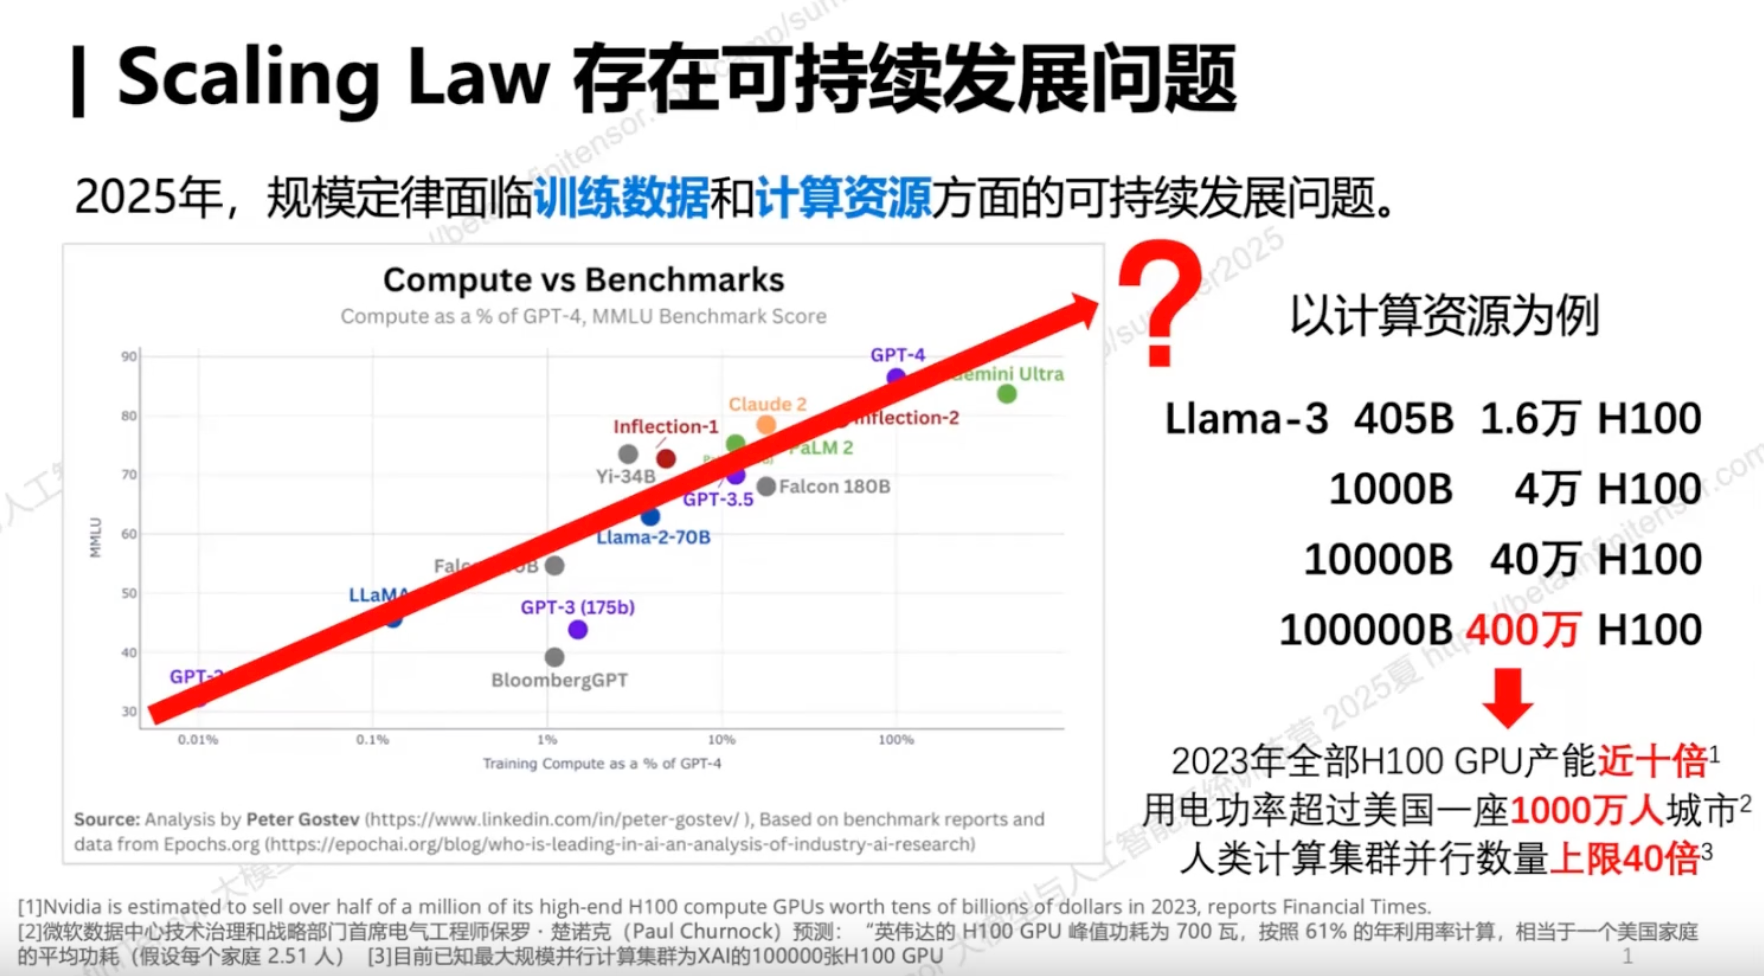 | Scaling Law 存在可持续发展问题
2025年，规模定律面临训练数据和计算资源方面的可持续发展问题。
Compute vs Benchmarks
Compute as a % of GPT-4, MMLU Benchmark Score
90
80
70
60
50
40
30
MMLU
0.01%
0.1%
1%
10%
100%
Training Compute as a % of GPT-4
GPT-4
Claude 2
Inflection-1
Inflection-2
PaLM 2
Yi-34B
GPT-3.5
Falcon 180B
Llama-2-70B
LLaMA
GPT-3 (175b)
BloombergGPT
Source: Analysis by Peter Gostev (https://www.linkedin.com/in/peter-gostev/ ), Based on benchmark reports and
data from Epochs.org (https://epochai.org/blog/who-is-leading-in-ai-an-analysis-of-industry-ai-research)
?
以计算资源为例
Llama-3 405B 1.6万 H100
1000B 4万 H100
10000B 40万 H100
100000B 400万 H100
2023年全部H100 GPU产能近十倍1
用电功率超过美国一座1000万人城市2
人类计算集群并行数量上限40倍3
[1]Nvidia is estimated to sell over half of a million of its high-end H100 compute GPUs worth tens of billions of dollars in 2023, reports Financial Times.
[2]微软数据中心技术治理和战略部门首席电气工程师保罗 · 楚诺克（Paul Churnock）预测： “英伟达的 H100 GPU 峰值功耗为 700 瓦，按照 61% 的年利用率计算，相当于一个美国家庭
的平均功耗（假设每个家庭 2.51 人） [3]目前已知最大规模并行计算集群为XAI的100000张H100 GPU
1